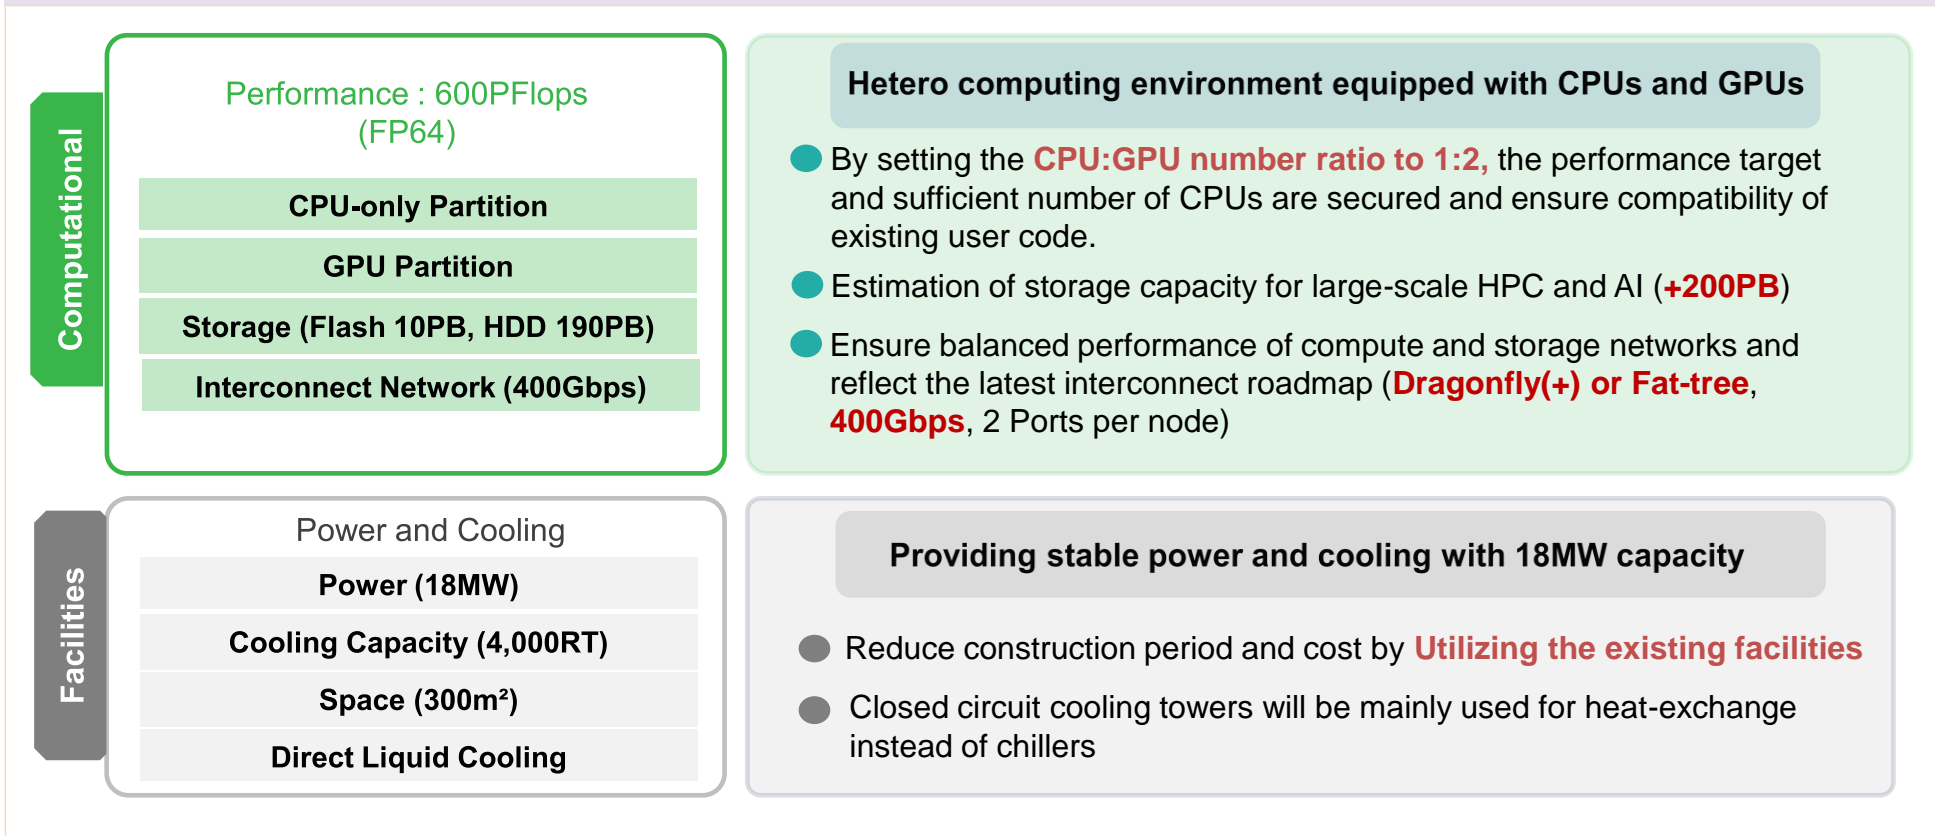 Computational
Performance : 600PFlops
(FP64)
CPU-only Partition
GPU Partition
Storage (Flash 10PB, HDD 190PB)
Interconnect Network (400Gbps)
Hetero computing environment equipped with CPUs and GPUs
By setting the CPU:GPU number ratio to 1:2, the performance target
and sufficient number of CPUs are secured and ensure compatibility of
existing user code.
Estimation of storage capacity for large-scale HPC and AI (+200PB)
Ensure balanced performance of compute and storage networks and
reflect the latest interconnect roadmap (Dragonfly(+) or Fat-tree,
400Gbps, 2 Ports per node)
Facilities
Power and Cooling
Power (18MW)
Cooling Capacity (4,000RT)
Space (300m²)
Direct Liquid Cooling
Providing stable power and cooling with 18MW capacity
Reduce construction period and cost by Utilizing the existing facilities
Closed circuit cooling towers will be mainly used for heat-exchange
instead of chillers